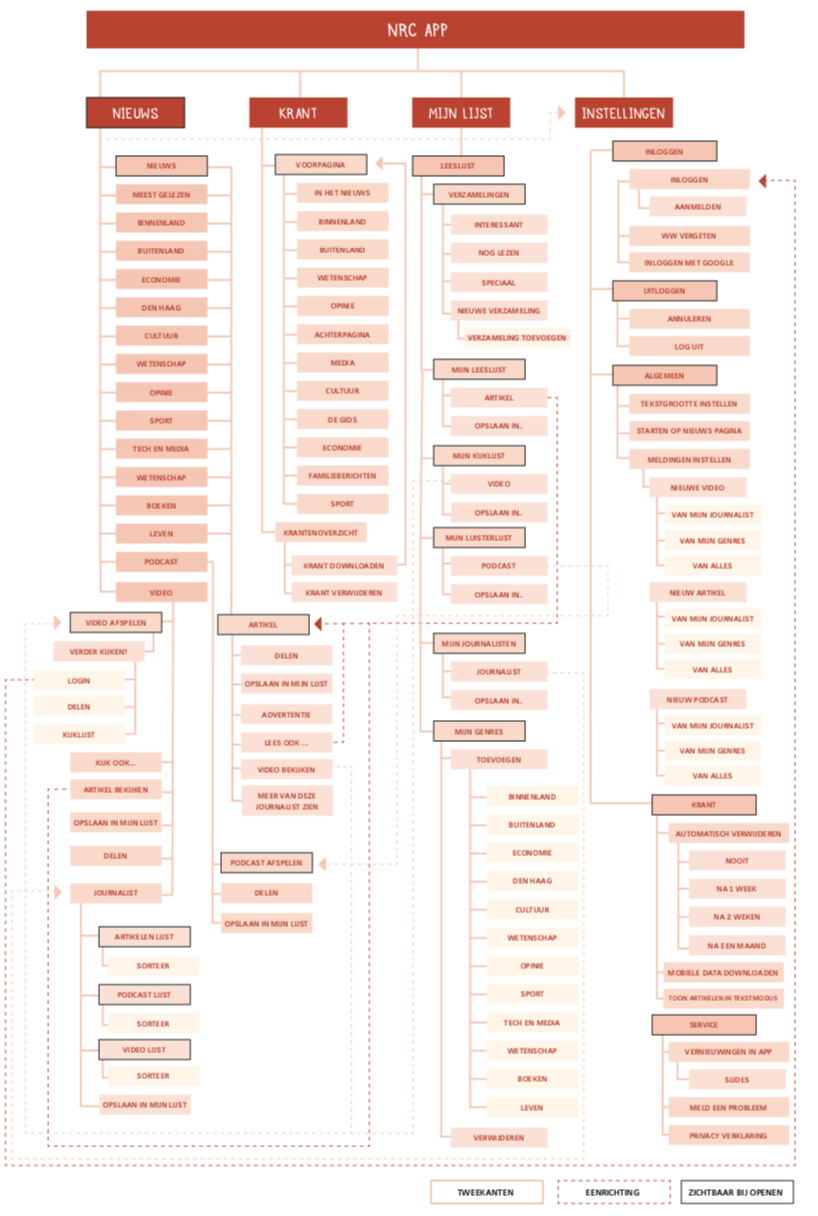 NRC APP
NIEUWS
KRANT
MIJN LIJST
INSTELLINGEN
NIEUWS
MEEST GELEZEN
BINNENLAND
BUITENLAND
ECONOMIE
DEN HAAG
CULTUUR
WETENSCHAP
OPINIE
SPORT
TECH EN MEDIA
WETENSCHAP
BOEKEN
LEVEN
PODCAST
VIDEO
VIDEO AFSPELEN
VERDER KIJKEN?
LOGIN
DELEN
KIJKLIJST
KIJK OOK...
ARTIKEL BEKIJKEN
OPSLAAN IN MIJN LIJST
DELEN
JOURNALIST
ARTIKELEN LIJST
SORTEER
PODCAST LIJST
SORTEER
VIDEO LIJST
SORTEER
OPSLAAN IN MIJN LIJST
ARTIKEL
DELEN
OPSLAAN IN MIJN LIJST
ADVERTENTIE
LEES OOK ...
VIDEO BEKIJKEN
MEER VAN DEZE
JOURNALIST ZIEN
PODCAST AFSPELEN
DELEN
OPSLAAN IN MIJN LIJST
VOORPAGINA
IN HET NIEUWS
BINNENLAND
BUITENLAND
WETENSCHAP
OPINIE
ACHTERPAGINA
MEDIA
CULTUUR
DE GIDS
ECONOMIE
FAMILIEBERICHTEN
SPORT
KRANTENOVERZICHT
KRANT DOWNLOADEN
KRANT VERWIJDEREN
LEESLIJST
VERZAMELINGEN
INTERESSANT
NOG LEZEN
SPECIAAL
NIEUWE VERZAMELING
VERZAMELING TOEVOEGEN
MIJN LEESLIJST
ARTIKEL
OPSLAAN IN..
MIJN KIJKLIJST
VIDEO
OPSLAAN IN..
MIJN LUISTERLIJST
PODCAST
OPSLAAN IN..
MIJN JOURNALISTEN
JOURNALIST
OPSLAAN IN..
MIJN GENRES
TOEVOEGEN
BINNENLAND
BUITENLAND
ECONOMIE
DEN HAAG
CULTUUR
WETENSCHAP
OPINIE
SPORT
TECH EN MEDIA
WETENSCHAP
BOEKEN
LEVEN
VERWIJDEREN
INLOGGEN
INLOGGEN
AANMELDEN
WW VERGETEN
INLOGGEN MET GOOGLE
UITLOGGEN
ANNULEREN
LOG UIT
ALGEMEEN
TEKSTGROOTTE INSTELLEN
STARTEN OP NIEUWS PAGINA
MELDINGEN INSTELLEN
NIEUWE VIDEO
VAN MIJN JOURNALIST
VAN MIJN GENRES
VAN ALLES
NIEUW ARTIKEL
VAN MIJN JOURNALIST
VAN MIJN GENRES
VAN ALLES
NIEUW PODCAST
VAN MIJN JOURNALIST
VAN MIJN GENRES
VAN ALLES
KRANT
AUTOMATISCH VERWIJDEREN
NOOIT
NA 1 WEEK
NA 2 WEKEN
NA EEN MAAND
MOBIELE DATA DOWNLOADEN
TOON ARTIKELEN IN TEKSTMODUS
SERVICE
VERNIEUWINGEN IN APP
SLIDES
MELD EEN PROBLEEM
PRIVACY VERKLARING
TWEEKANTEN
EENRICHTING
ZICHTBAAR BIJ OPENEN